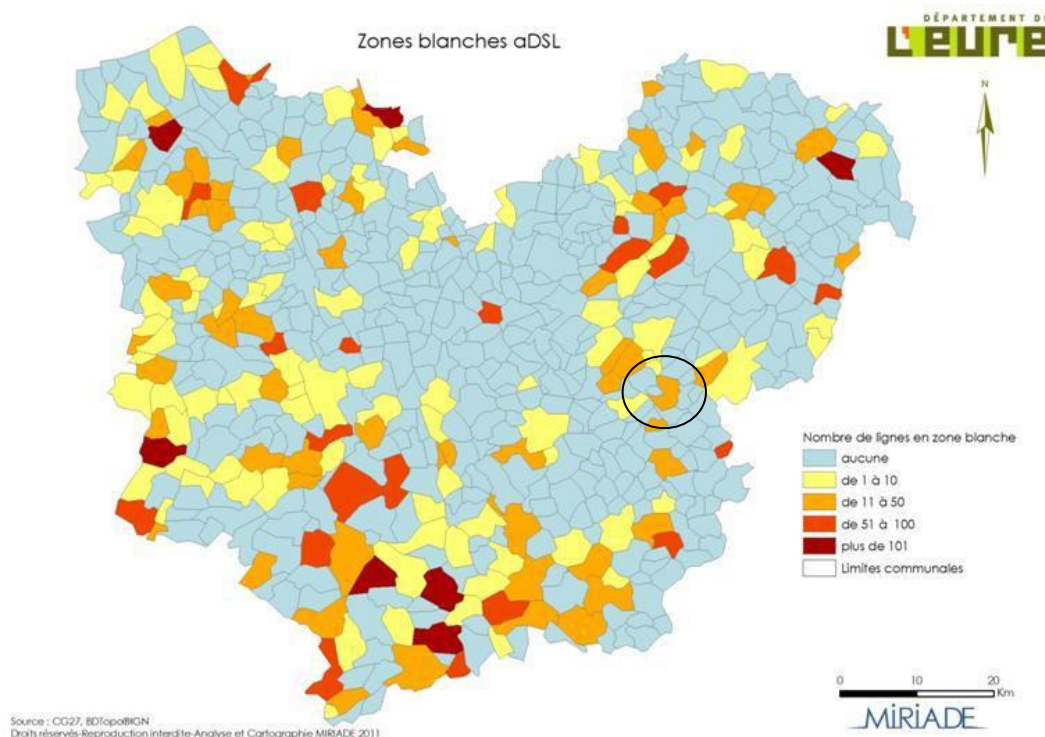 Zones blanches aDSL
DÉPARTEMENT DE
L'eure
N
Nombre de lignes en zone blanche
aucune
de 1 à 10
de 11 à 50
de 51 à 100
plus de 101
Limites communales
0 10 20
Km
MiRiADE
Source : CG27, BDTopo®IGN
Droits réservés-Reproduction interdite-Analyse et Cartographie MIRIADE 2011